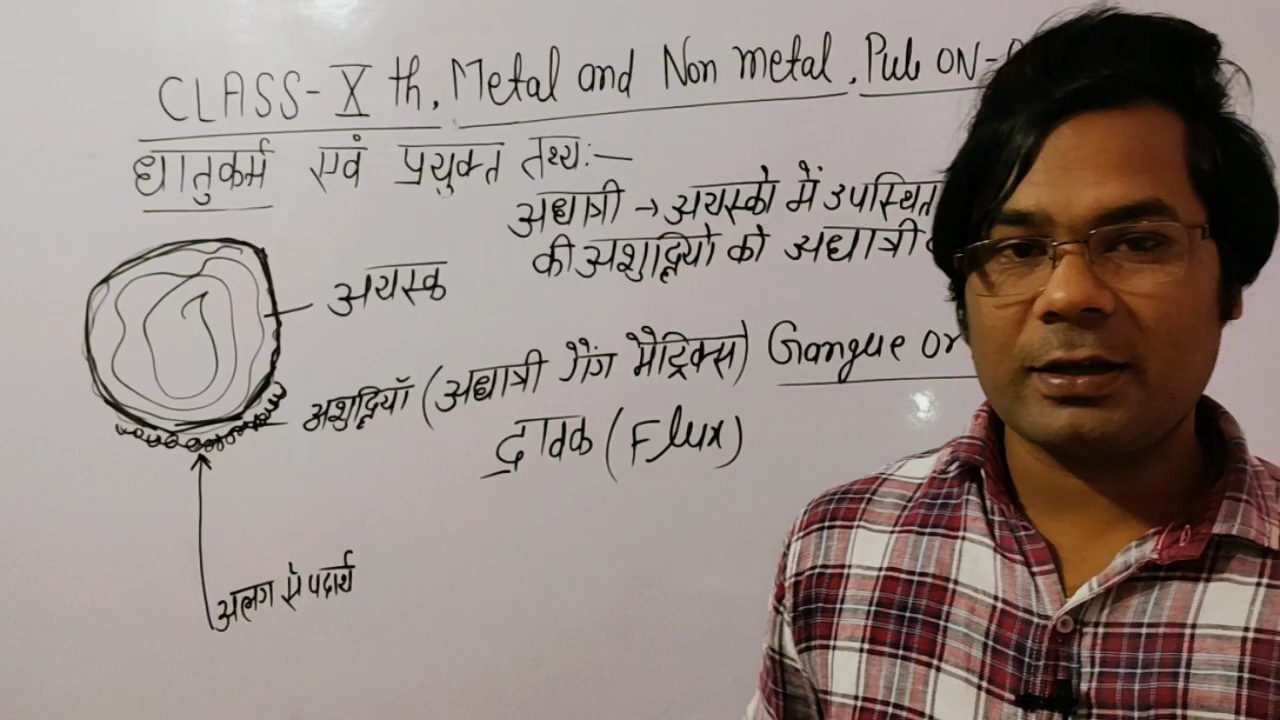 CLASS-X th, Metal and Non metal, Pub ON-
धातुकर्म एवं प्रयुक्त तथ्य:-
अधात्री → अयस्को में उपस्थित
की अशुद्धियो को अधात्री
अयस्क
अशुद्धियाँ (अधात्री गैंग मैट्रिक्स) Gangue Or
द्रावक (Flux)
अलग से पदार्थ